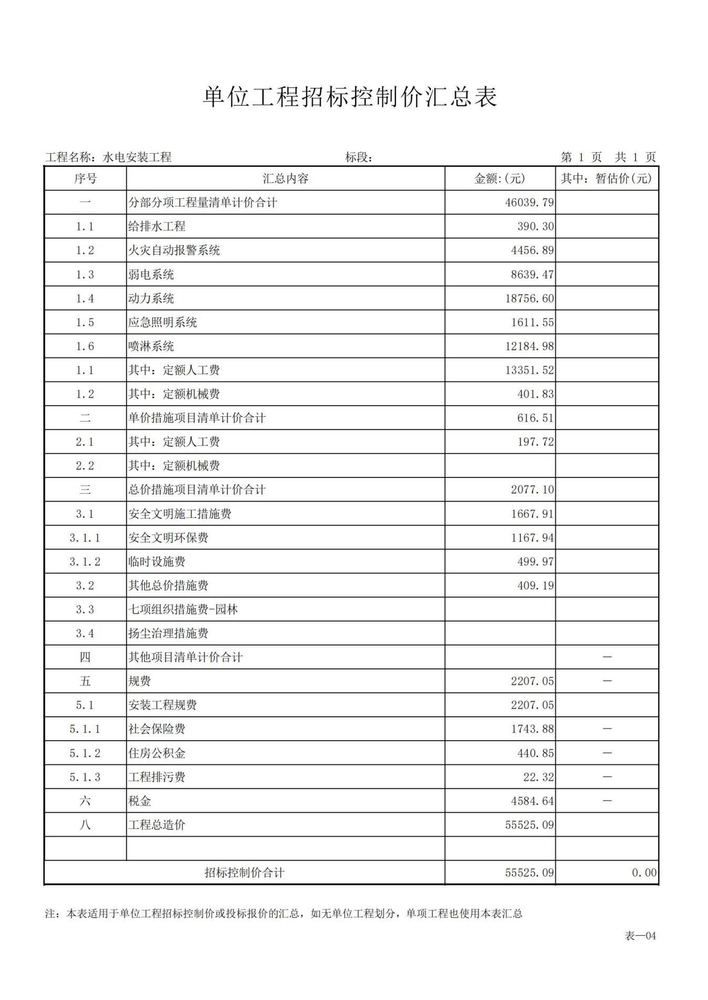 单位工程招标控制价汇总表
工程名称：水电安装工程 标段： 第 1 页 共 1 页
序号 汇总内容 金额:(元) 其中：暂估价(元)
一 分部分项工程量清单计价合计 46039.79
1.1 给排水工程 390.30
1.2 火灾自动报警系统 4456.89
1.3 弱电系统 8639.47
1.4 动力系统 18756.60
1.5 应急照明系统 1611.55
1.6 喷淋系统 12184.98
1.1 其中：定额人工费 13351.52
1.2 其中：定额机械费 401.83
二 单价措施项目清单计价合计 616.51
2.1 其中：定额人工费 197.72
2.2 其中：定额机械费
三 总价措施项目清单计价合计 2077.10
3.1 安全文明施工措施费 1667.91
3.1.1 安全文明环保费 1167.94
3.1.2 临时设施费 499.97
3.2 其他总价措施费 409.19
3.3 七项组织措施费-园林
3.4 扬尘治理措施费
四 其他项目清单计价合计 —
五 规费 2207.05 —
5.1 安装工程规费 2207.05
5.1.1 社会保险费 1743.88 —
5.1.2 住房公积金 440.85 —
5.1.3 工程排污费 22.32 —
六 税金 4584.64 —
八 工程总造价 55525.09
招标控制价合计 55525.09 0.00
注：本表适用于单位工程招标控制价或投标报价的汇总，如无单位工程划分，单项工程也使用本表汇总
表—04